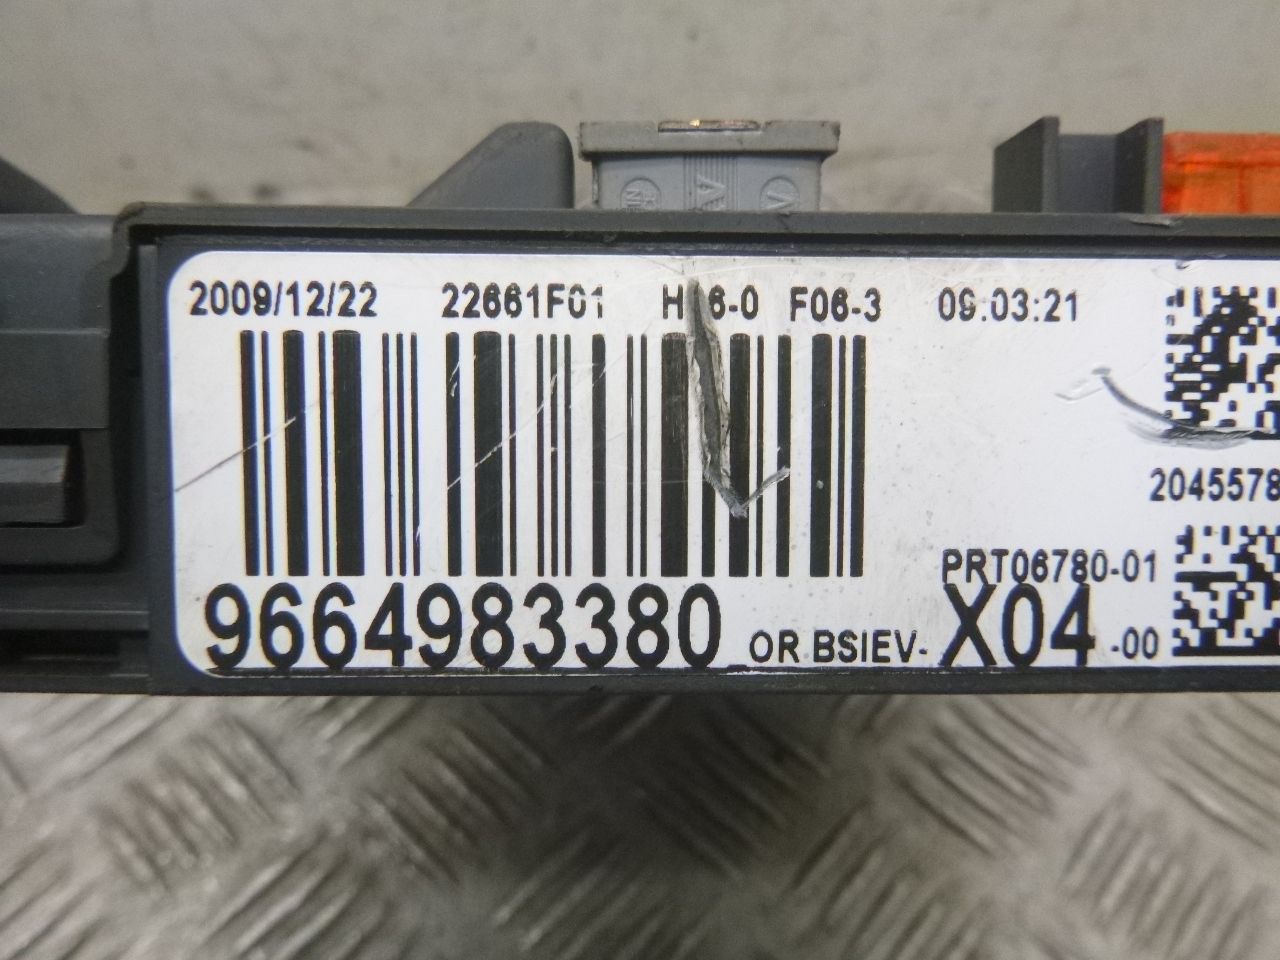 2009/12/22 22661F01 F06-3 09:03:21
2045578
PRT06780-01
9664983380 OR BSIEV- X04 -00